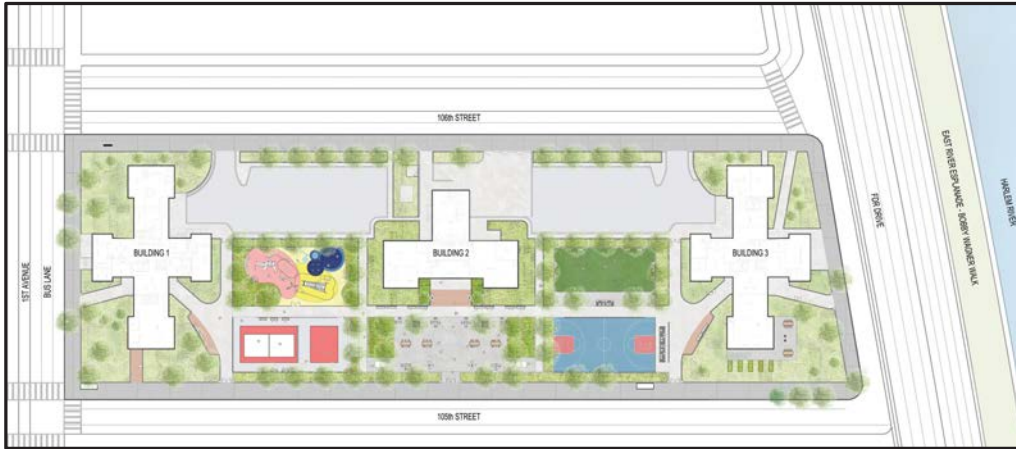 106th STREET
EAST RIVER ESPLANADE - BOBBY WAGNER WALK
HARLEM RIVER
FDR DRIVE
1ST AVENUE
BUS LANE
BUILDING 1
BUILDING 2
BUILDING 3
105th STREET